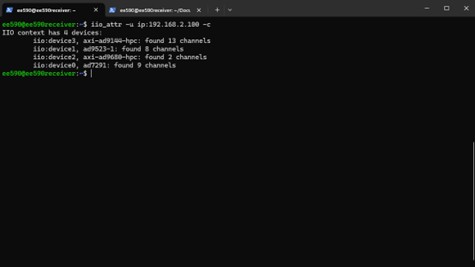 ee590@ee590receiver: ~
ee590@ee590receiver: ~/Docu
ee590@ee590receiver:~$ iio_attr -u ip:192.168.2.100 -c
IIO context has 4 devices:
iio:device3, axi-ad9144-hpc: found 13 channels
iio:device1, ad9523-1: found 8 channels
iio:device2, axi-ad9680-hpc: found 2 channels
iio:device0, ad7291: found 9 channels
ee590@ee590receiver:~$